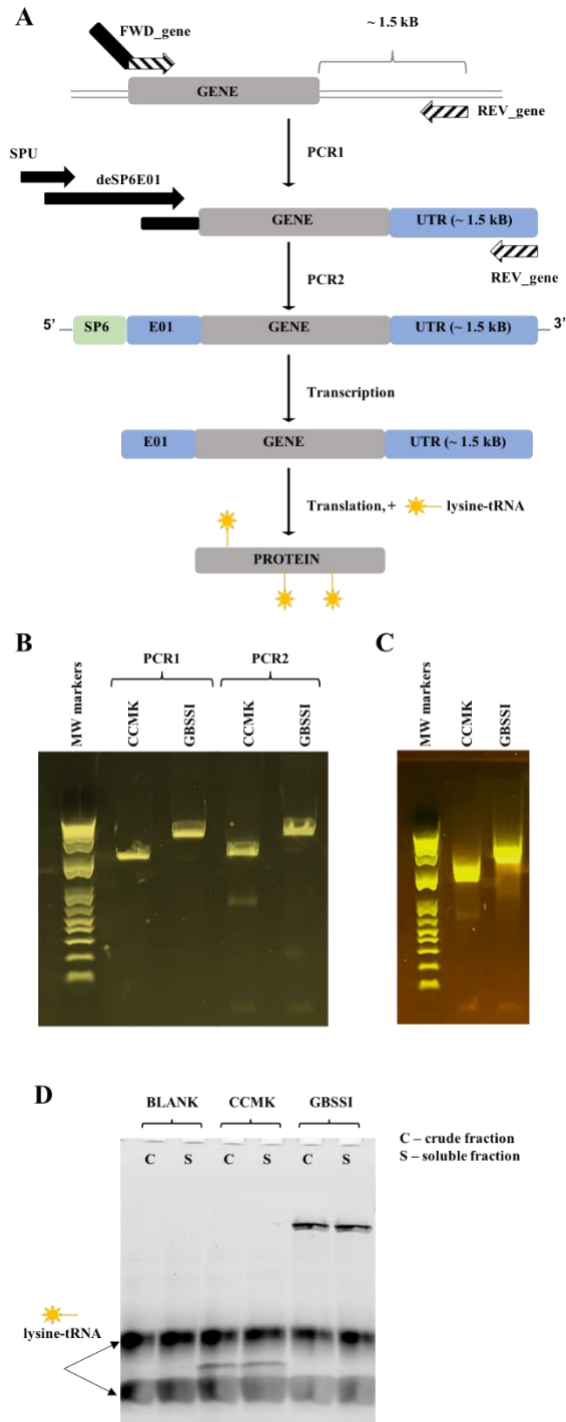 A
FWD_gene
~ 1.5 kB
GENE
REV_gene
PCR1
SPU
deSP6E01
GENE
UTR (~ 1.5 kB)
REV_gene
PCR2
5’
SP6
E01
GENE
UTR (~ 1.5 kB)
3’
Transcription
E01
GENE
UTR (~ 1.5 kB)
Translation, +
lysine-tRNA
PROTEIN
B
PCR1
PCR2
MW markers
CCMK
GBSSI
CCMK
GBSSI
C
MW markers
CCMK
GBSSI
D
BLANK
CCMK
GBSSI
C
S
C
S
C
S
C – crude fraction
S – soluble fraction
lysine-tRNA